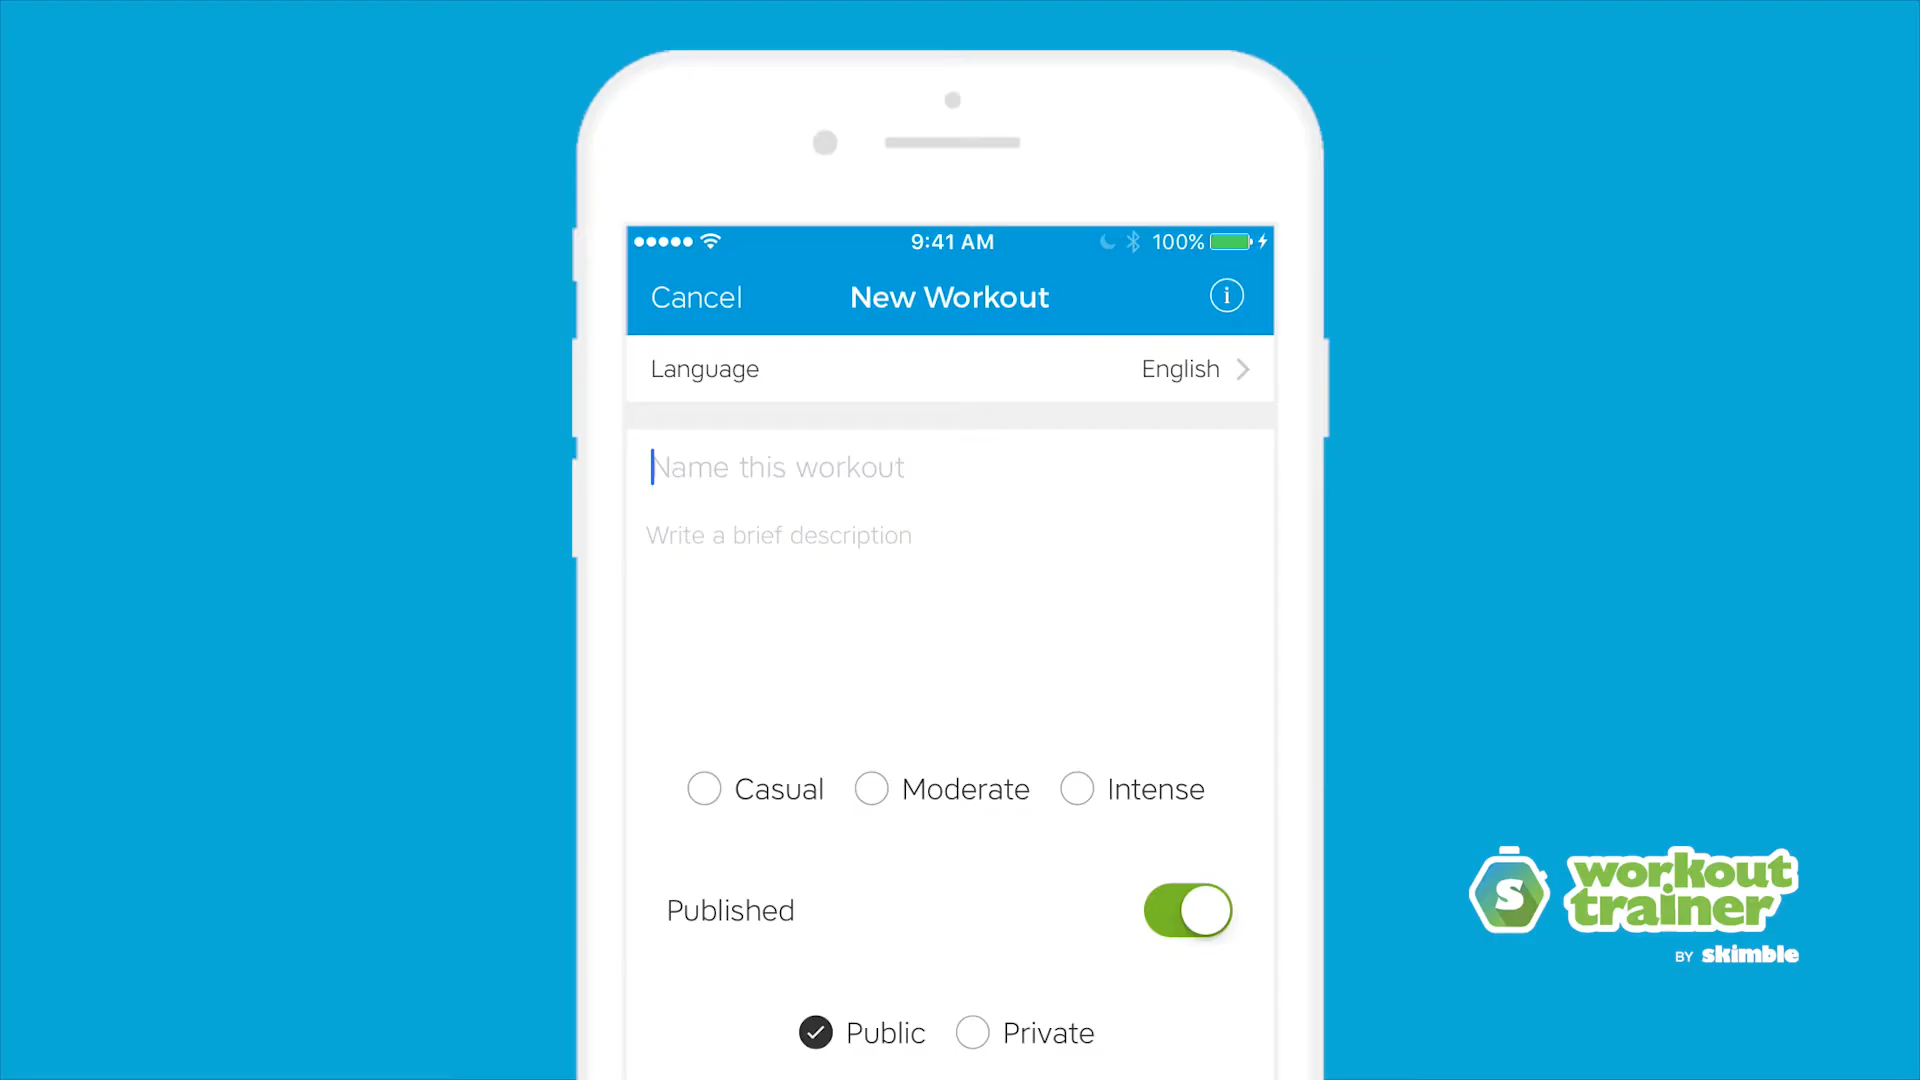 9:41 AM 100%
Cancel New Workout i
Language English
Name this workout
Write a brief description
Casual Moderate Intense
Published
Public Private
s workout
trainer
BY skimble